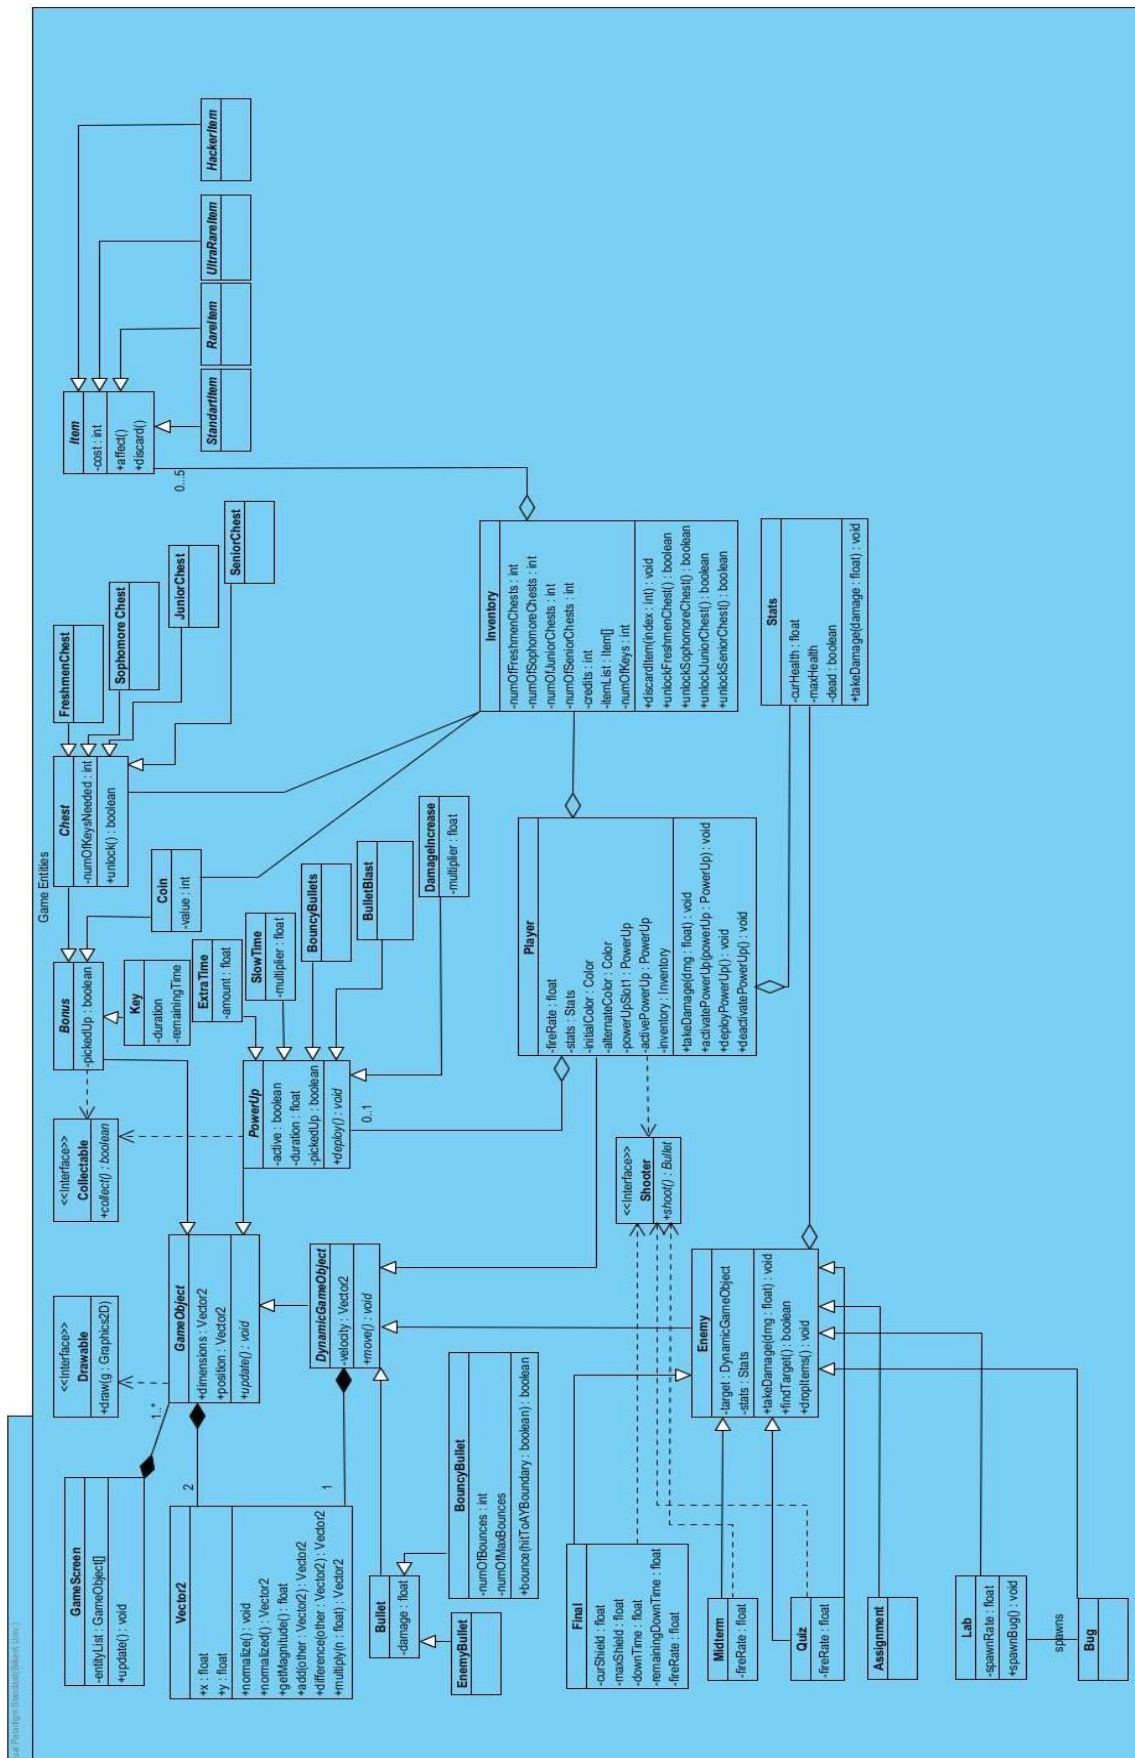 Game Entities
GameScreen
-entityList : GameObject[]
+update() : void
<<Interface>>
Drawable
+draw(g : Graphics2D)
<<Interface>>
Collectable
+collect() : boolean
Bonus
-pickedUp : boolean
Chest
-numOfKeysNeeded : int
+unlock() : boolean
FreshmenChest
Sophomore Chest
JuniorChest
SeniorChest
Item
-cost : int
+affect()
+discard()
0...5
StandartItem
RareItem
UltraRareItem
HackerItem
1..*
2
1
Vector2
+x : float
+y : float
+normalize() : void
+normalized() : Vector2
+getMagnitude() : float
+add(other : Vector2) : Vector2
+difference(other : Vector2) : Vector2
+multiply(n : float) : Vector2
GameObject
+dimensions : Vector2
+position : Vector2
+update() : void
Key
-duration
-remainingTime
Coin
-value : int
ExtraTime
-amount : float
SlowTime
-multiplier : float
BouncyBullets
BulletBlast
DamageIncrease
-multiplier : float
PowerUp
-active : boolean
-duration : float
-pickedUp : boolean
+deploy() : void
0..1
DynamicGameObject
-velocity : Vector2
+move() : void
Bullet
-damage : float
EnemyBullet
BouncyBullet
-numOfBounces : int
-numOfMaxBounces
+bounce(hitToAYBoundary : boolean) : boolean
Inventory
-numOfFreshmenChests : int
-numOfSophomoreChests : int
-numOfJuniorChests : int
-numOfSeniorChests : int
-credits : int
-itemList : Item[]
-numOfKeys : int
+discardItem(index : int) : void
+unlockFreshmenChest() : boolean
+unlockSophomoreChest() : boolean
+unlockJuniorChest() : boolean
+unlockSeniorChest() : boolean
Player
-fireRate : float
-stats : Stats
-initialColor : Color
-alternateColor : Color
-powerUpSlot1 : PowerUp
-activePowerUp : PowerUp
-inventory : Inventory
+takeDamage(dmg : float) : void
+activatePowerUp(powerUp : PowerUp) : void
+deployPowerUp() : void
+deactivatePowerUp() : void
Stats
-curHealth : float
-maxHealth
-dead : boolean
+takeDamage(damage : float) : void
<<Interface>>
Shooter
+shoot() : Bullet
Enemy
-target : DynamicGameObject
-stats : Stats
+takeDamage(dmg : float) : void
+findTarget() : boolean
+dropItems() : void
Final
-curShield : float
-maxShield : float
-downTime : float
-remainingDownTime : float
-fireRate : float
Midterm
-fireRate : float
Quiz
-fireRate : float
Assignment
Lab
-spawnRate : float
+spawnBug() : void
spawns
Bug